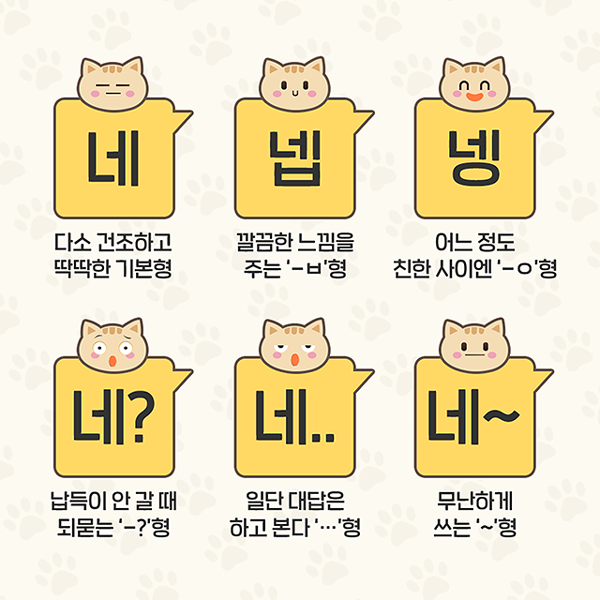 네
넵
넹
다소 건조하고
딱딱한 기본형
깔끔한 느낌을
주는 ‘-ㅂ’형
어느 정도
친한 사이엔 ‘-ㅇ’형
네?
네..
네~
납득이 안 갈 때
되묻는 ‘-?’형
일단 대답은
하고 본다 ‘…’형
무난하게
쓰는 ‘~’형